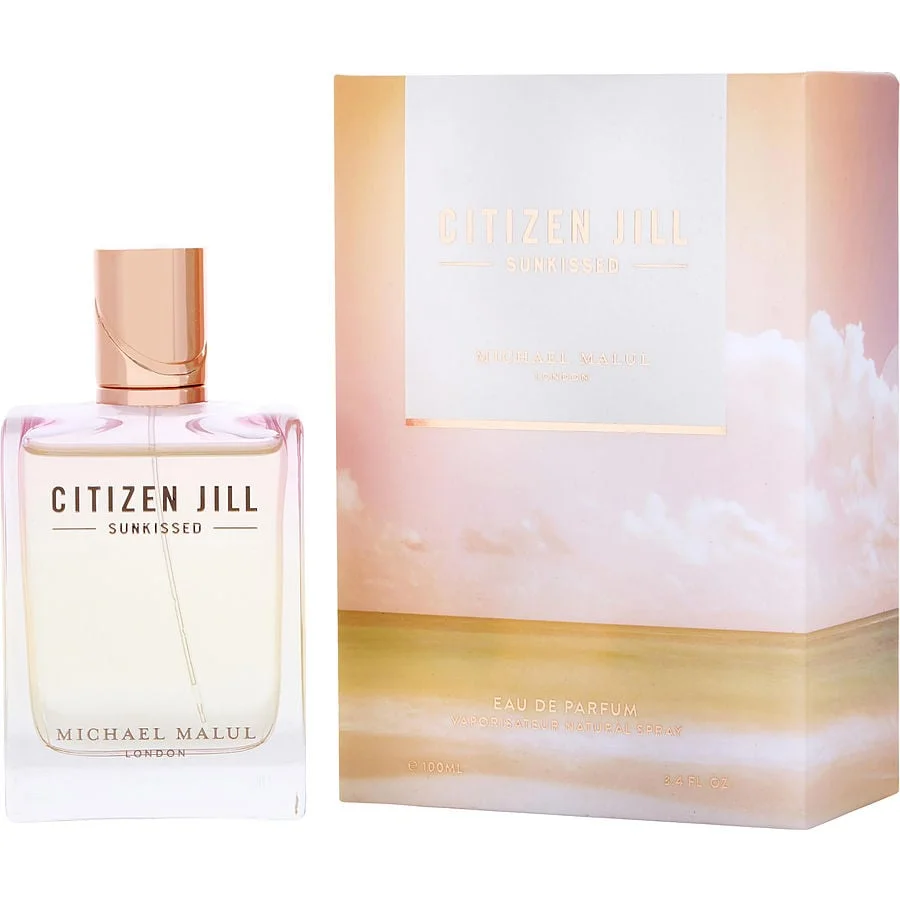 CITIZEN JILL
SUNKISSED
MICHAEL MALUL
LONDON
CITIZEN JILL
SUNKISSED
MICHAEL MALUL
LONDON
EAU DE PARFUM
VAPORISATEUR NATURAL SPRAY
℮ 100ML
3.4 FL OZ